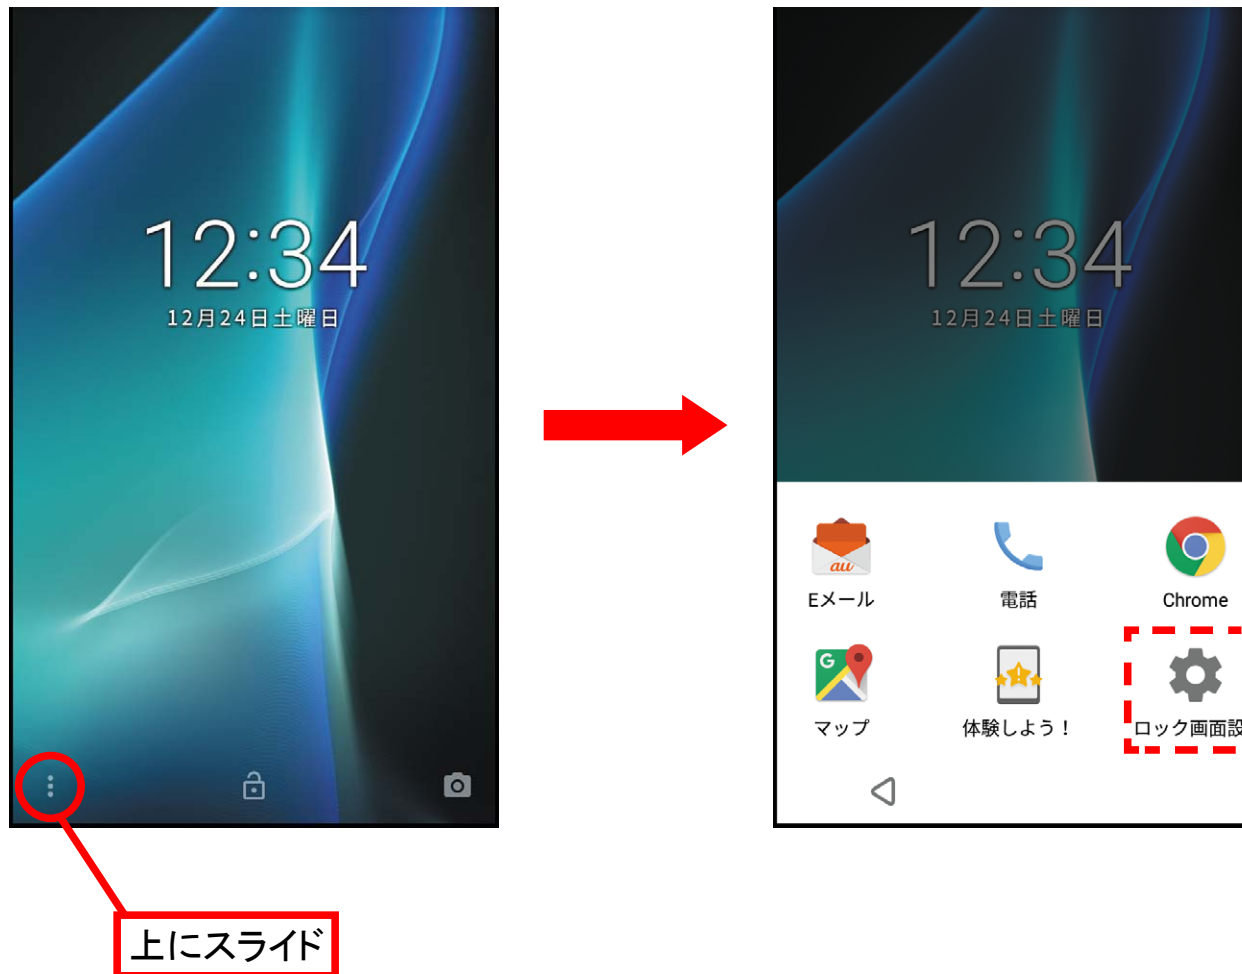 12:34
12月24日土曜日
上にスライド
12:34
12月24日土曜日
au
Eメール
電話
Chrome
G
マップ
体験しよう！
ロック画面設